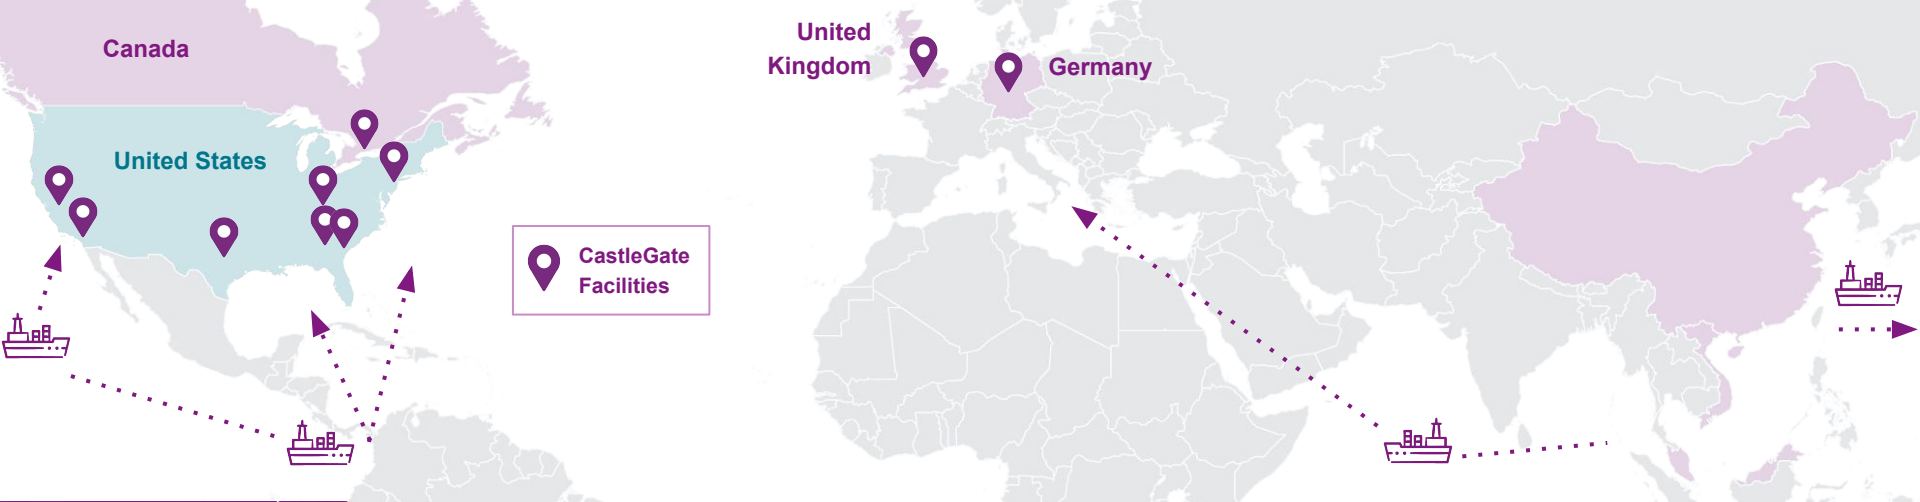 Canada
United States
CastleGate
Facilities
United
Kingdom
Germany